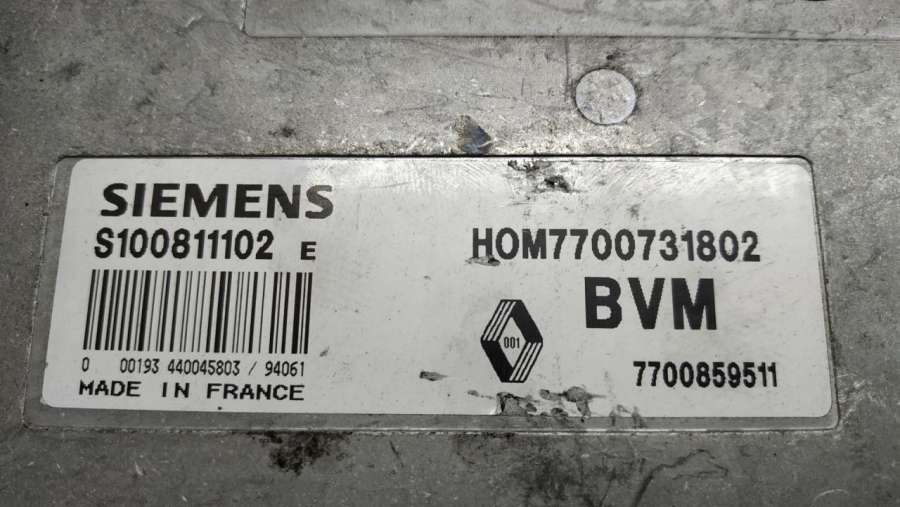 SIEMENS
S100811102 E
0 00193 440045803 / 94061
MADE IN FRANCE
HOM7700731802
BVM
001
7700859511